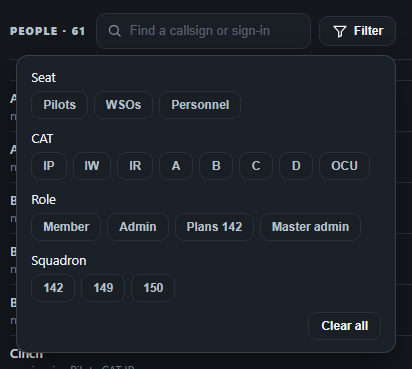 PEOPLE · 61 Find a callsign or sign-in Filter
Seat
Pilots WSOs Personnel
CAT
IP IW IR A B C D OCU
Role
Member Admin Plans 142 Master admin
Squadron
142 149 150
Clear all
Cinch